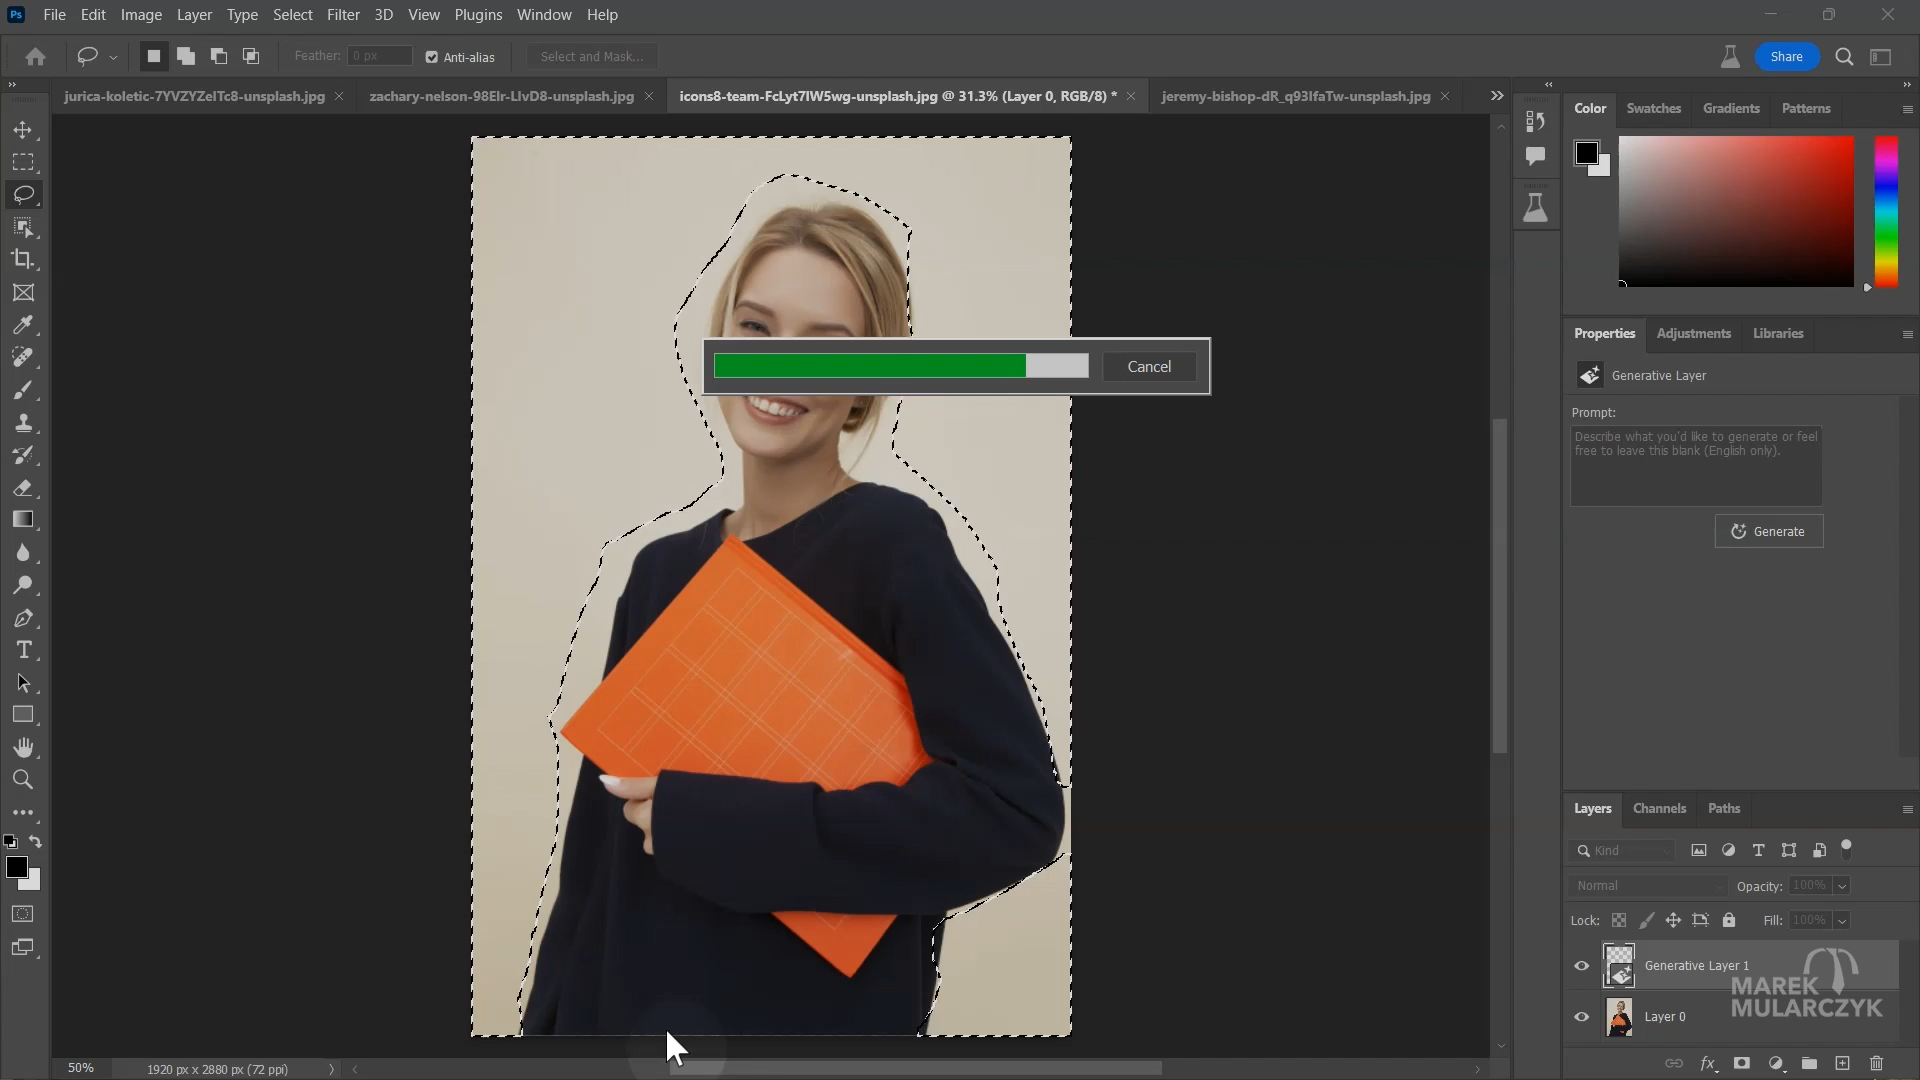 Ps File Edit Image Layer Type Select Filter 3D View Plugins Window Help
Feather: 0 px Anti-alias Select and Mask... Share
jurica-koletic-7YVZYZeITc8-unsplash.jpg zachary-nelson-98Elr-LIvD8-unsplash.jpg icons8-team-FcLyt7lW5wg-unsplash.jpg @ 31.3% (Layer 0, RGB/8) * jeremy-bishop-dR_q93lfaTw-unsplash.jpg
Color Swatches Gradients Patterns
Properties Adjustments Libraries
Cancel
Generative Layer
Prompt:
Describe what you'd like to generate or feel
free to leave this blank (English only).
Generate
Layers Channels Paths
Kind
Normal Opacity: 100%
Lock: Fill: 100%
Generative Layer 1
MAREK
MULARCZYK
Layer 0
50% 1920 px x 2880 px (72 ppi)